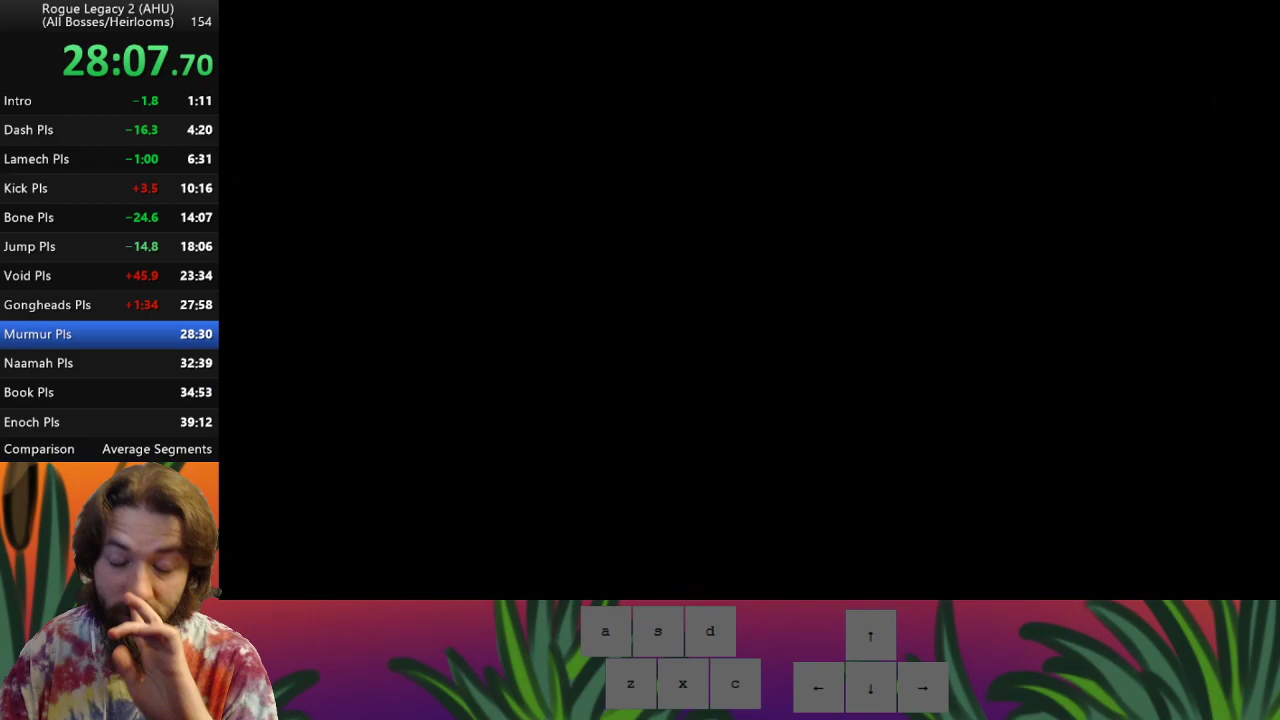 Rogue Legacy 2 (AHU)
(All Bosses/Heirlooms) 154
28:07.70
Intro −1.8 1:11
Dash Pls −16.3 4:20
Lamech Pls −1:00 6:31
Kick Pls +3.5 10:16
Bone Pls −24.6 14:07
Jump Pls −14.8 18:06
Void Pls +45.9 23:34
Gongheads Pls +1:34 27:58
Murmur Pls 28:30
Naamah Pls 32:39
Book Pls 34:53
Enoch Pls 39:12
Comparison Average Segments
a s d ↑
z x c ← ↓ →